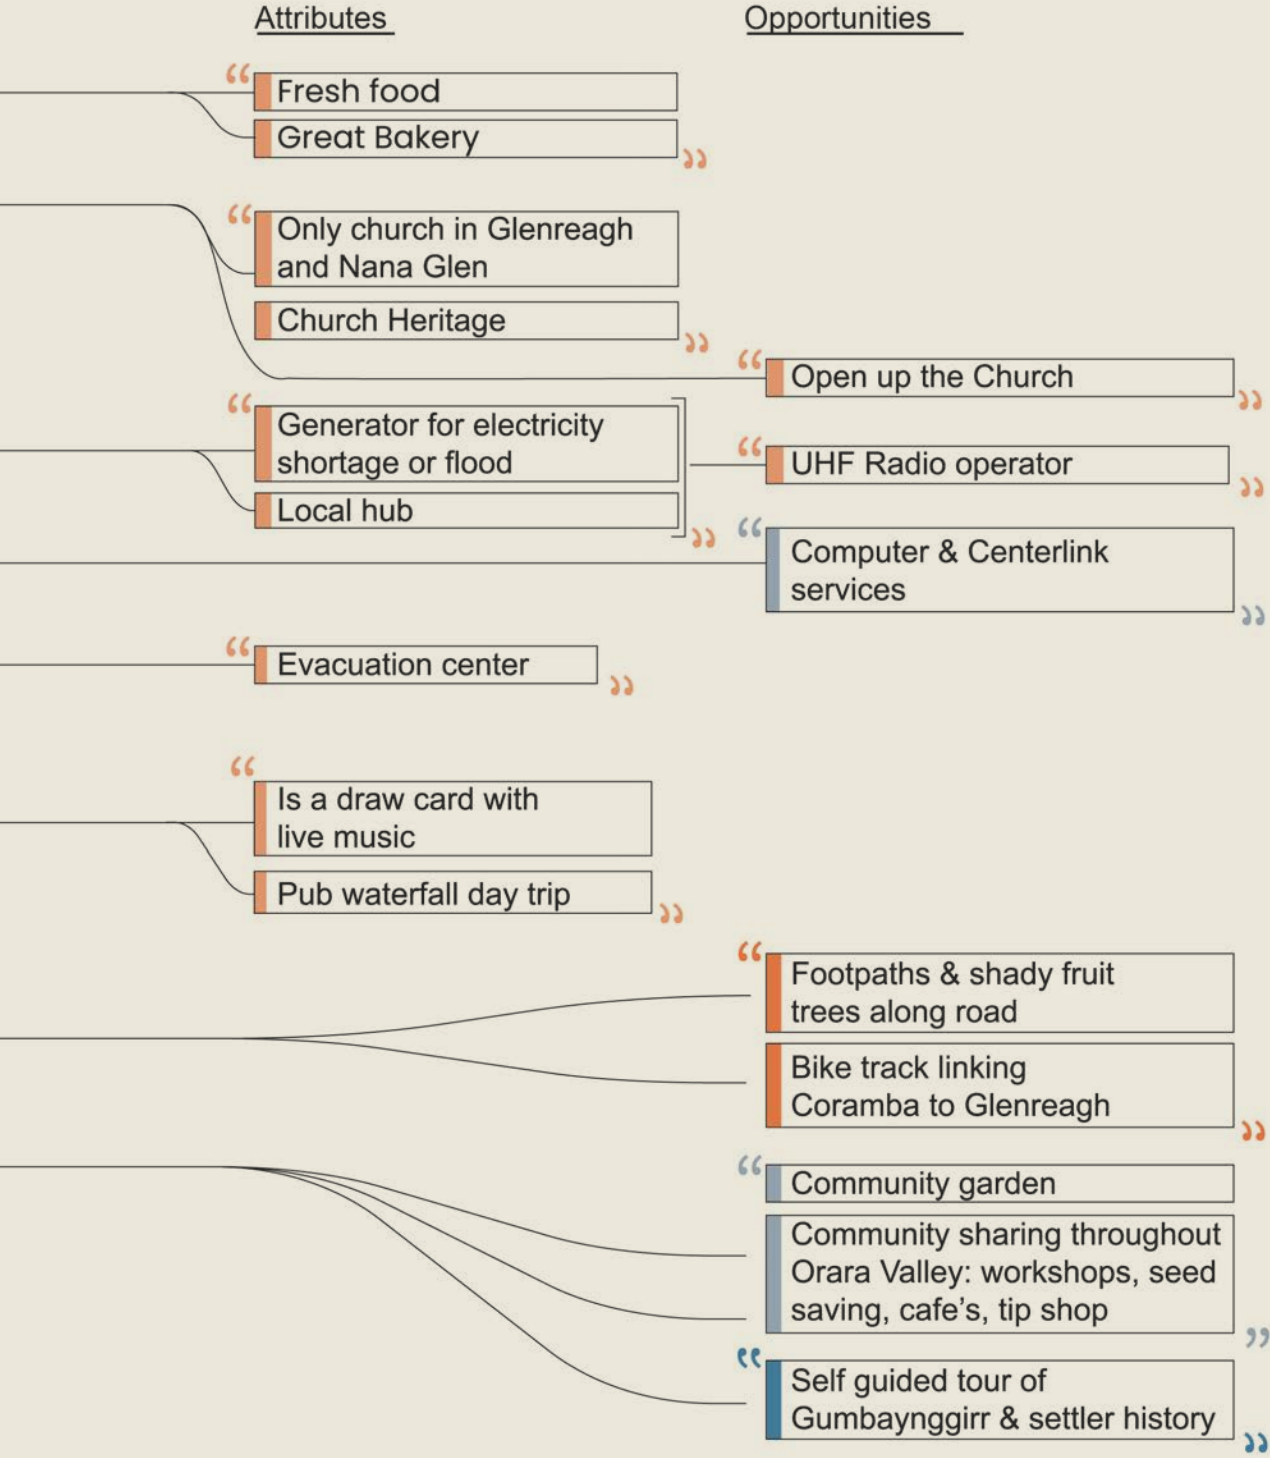 Attributes
Opportunities
Fresh food
Great Bakery
Only church in Glenreagh
and Nana Glen
Church Heritage
Open up the Church
Generator for electricity
shortage or flood
Local hub
UHF Radio operator
Computer & Centerlink
services
Evacuation center
Is a draw card with
live music
Pub waterfall day trip
Footpaths & shady fruit
trees along road
Bike track linking
Coramba to Glenreagh
Community garden
Community sharing throughout
Orara Valley: workshops, seed
saving, cafe’s, tip shop
Self guided tour of
Gumbaynggirr & settler history